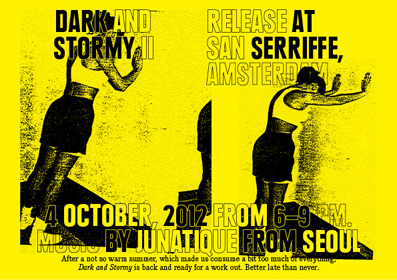 DARK AND
STORMY II
RELEASE AT
SAN SERRIFFE,
AMSTERDAM
4 OCTOBER, 2012 FROM 6–9 PM.
MUSIC BY JUNATIQUE FROM SEOUL
After a not so warm summer, which made us consume a bit too much of everything,
Dark and Stormy is back and ready for a work out. Better late than never.